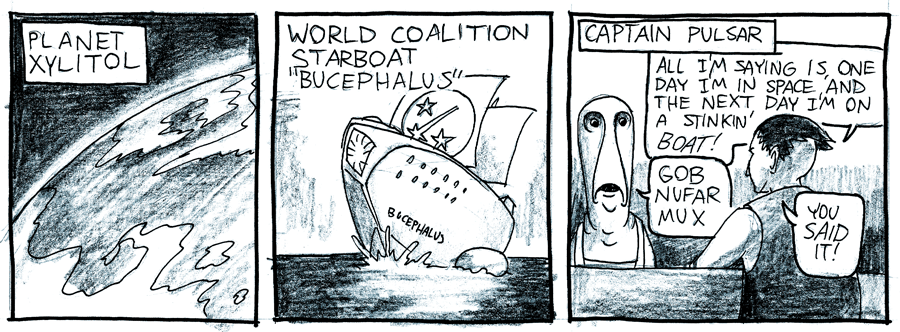 PLANET
XYLITOL
WORLD COALITION
STARBOAT
"BUCEPHALUS"
BUCEPHALUS
CAPTAIN PULSAR
ALL I'M SAYING IS, ONE
DAY I'M IN SPACE, AND
THE NEXT DAY I'M ON
A STINKIN'
BOAT!
GOB
NUFAR
MUX
YOU
SAID
IT!